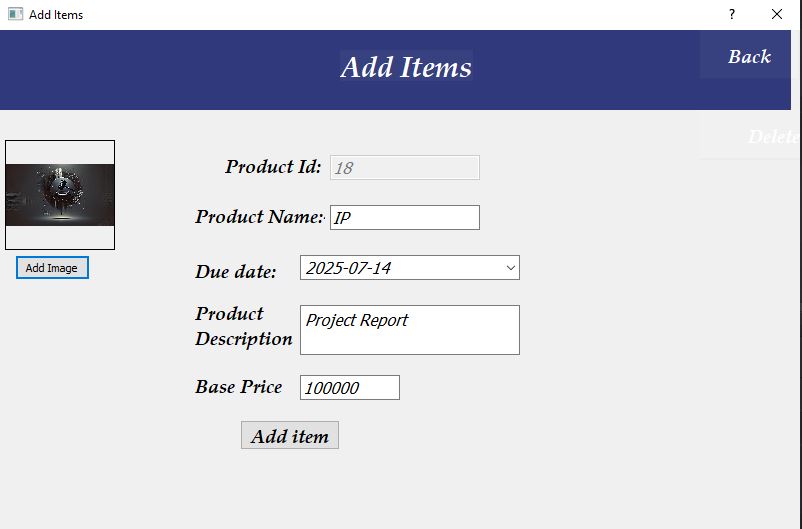 Add Items
?
Add Items
Back
Delete
Product Id: 18
Product Name: IP
Add Image
Due date: 2025-07-14
Product
Description
Project Report
Base Price 100000
Add item